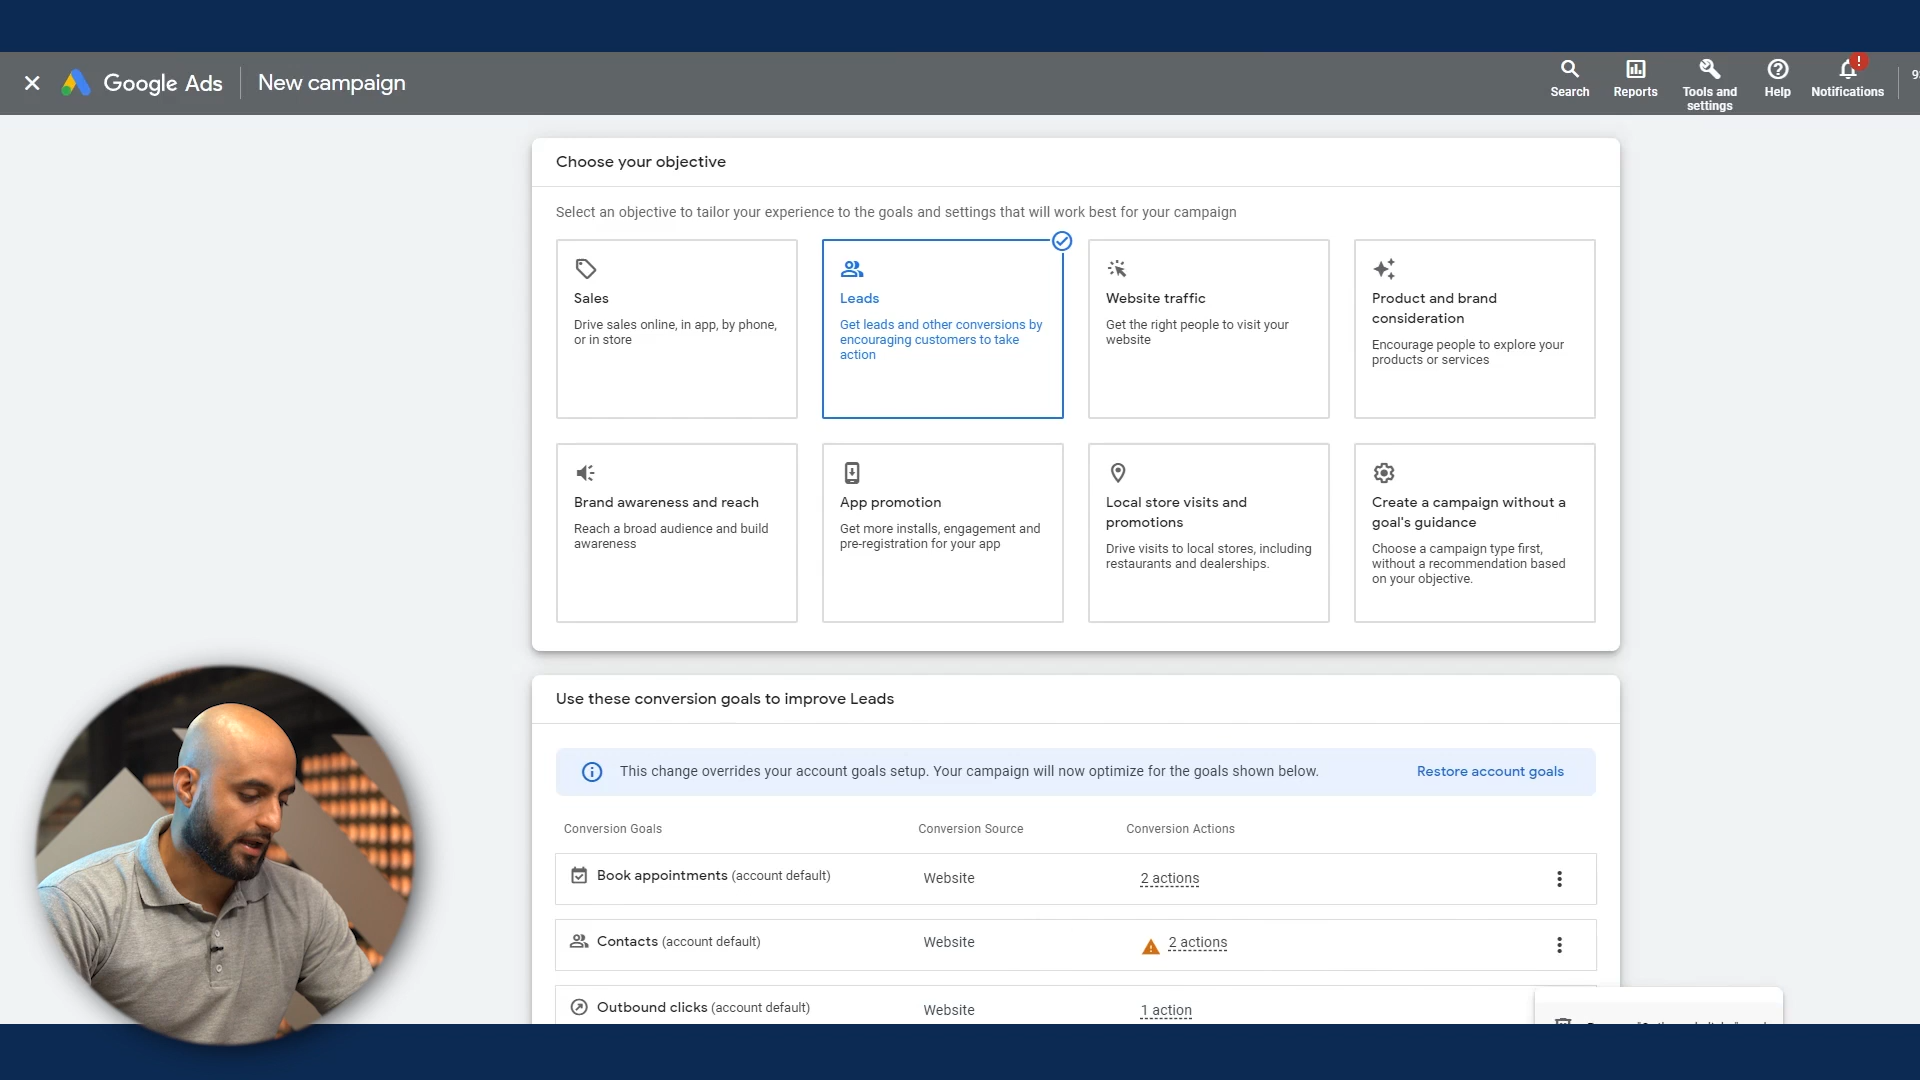 Google Ads
New campaign
Search
Reports
Tools and
settings
Help
!
Notifications
Choose your objective
Select an objective to tailor your experience to the goals and settings that will work best for your campaign
Sales
Drive sales online, in app, by phone,
or in store
Leads
Get leads and other conversions by
encouraging customers to take
action
Website traffic
Get the right people to visit your
website
Product and brand
consideration
Encourage people to explore your
products or services
Brand awareness and reach
Reach a broad audience and build
awareness
App promotion
Get more installs, engagement and
pre-registration for your app
Local store visits and
promotions
Drive visits to local stores, including
restaurants and dealerships.
Create a campaign without a
goal's guidance
Choose a campaign type first,
without a recommendation based
on your objective.
Use these conversion goals to improve Leads
This change overrides your account goals setup. Your campaign will now optimize for the goals shown below.
Restore account goals
Conversion Goals
Conversion Source
Conversion Actions
Book appointments (account default)
Website
2 actions
Contacts (account default)
Website
2 actions
Outbound clicks (account default)
Website
1 action